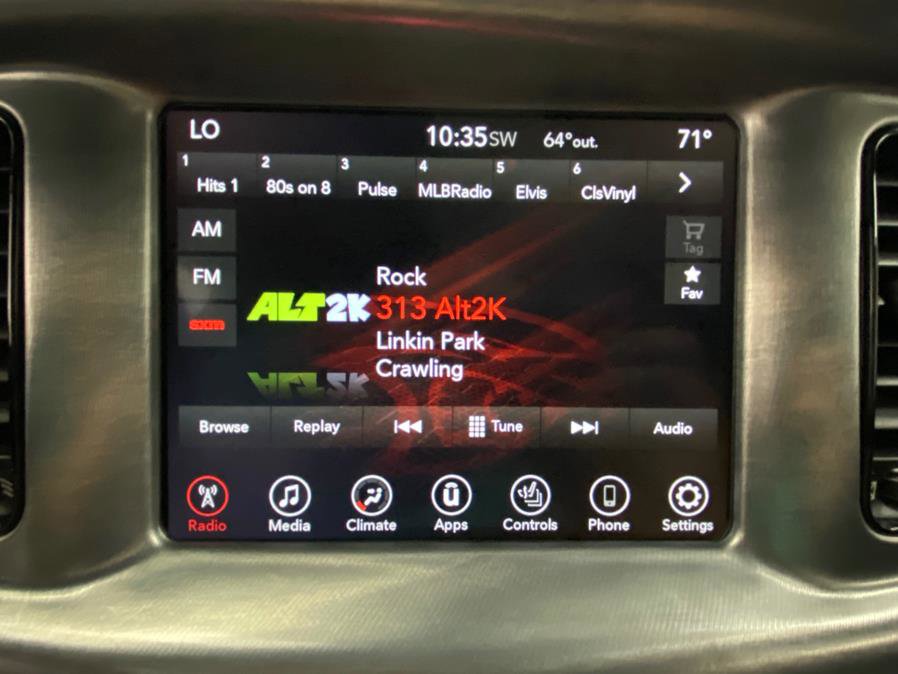 LO 10:35SW 64°out. 71°
1 2 3 4 5 6
Hits 1 80s on 8 Pulse MLBRadio Elvis ClsVinyl
AM
Tag
FM
Fav
sxm
Rock
ALT2K 313 Alt2K
Linkin Park
Crawling
Browse Replay Tune Audio
Radio Media Climate Apps Controls Phone Settings